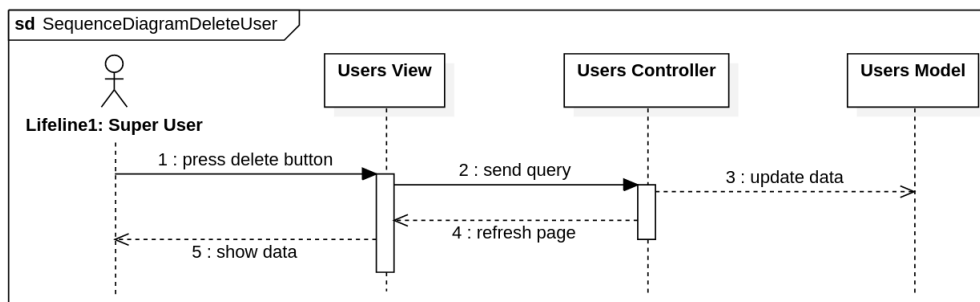 sd SequenceDiagramDeleteUser
Users View
Users Controller
Users Model
Lifeline1: Super User
1 : press delete button
2 : send query
3 : update data
4 : refresh page
5 : show data